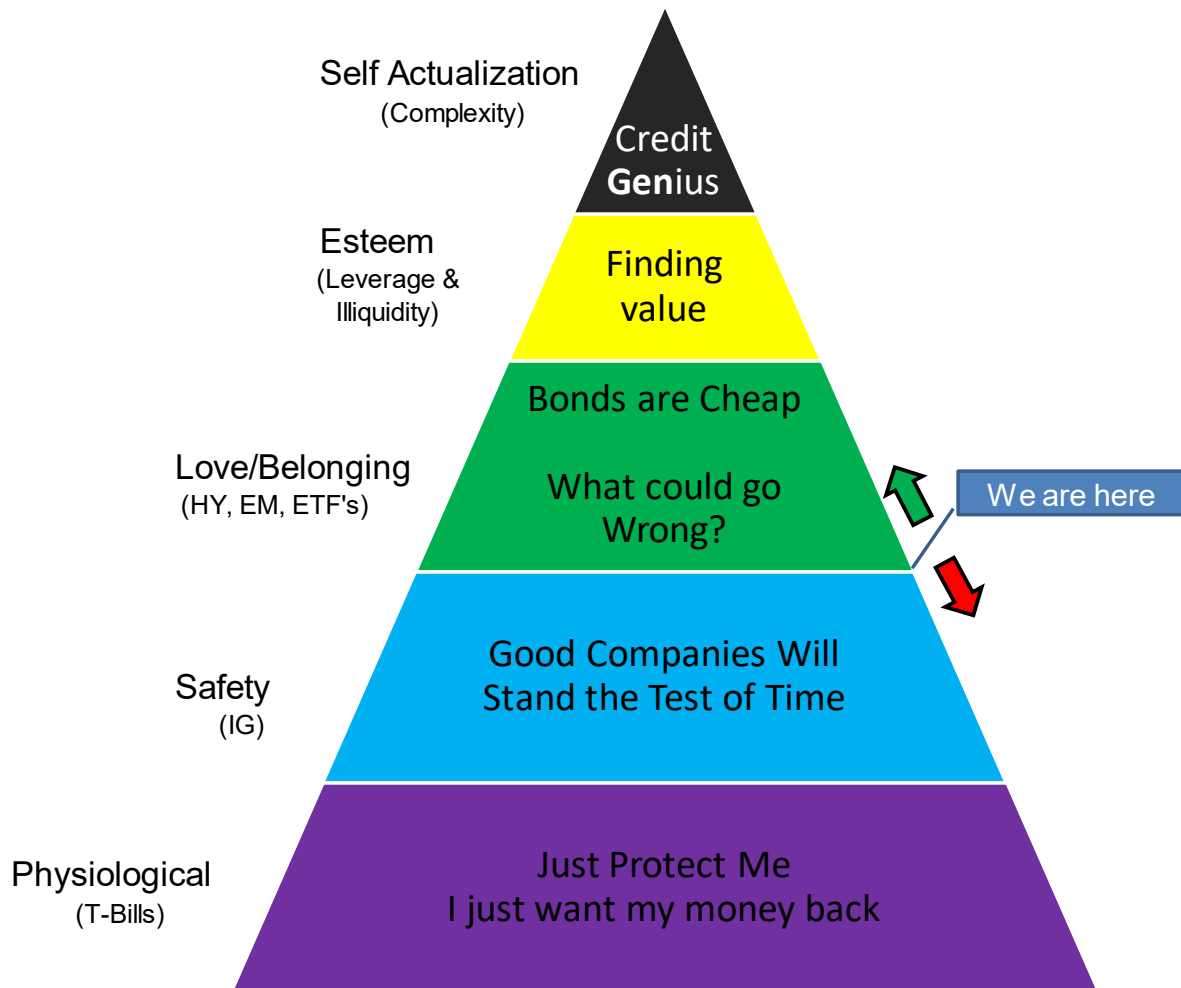 Self Actualization
(Complexity)
Credit
Genius
Esteem
(Leverage &
Illiquidity)
Finding
value
Love/Belonging
(HY, EM, ETF's)
Bonds are Cheap
What could go
Wrong?
We are here
Safety
(IG)
Good Companies Will
Stand the Test of Time
Physiological
(T-Bills)
Just Protect Me
I just want my money back